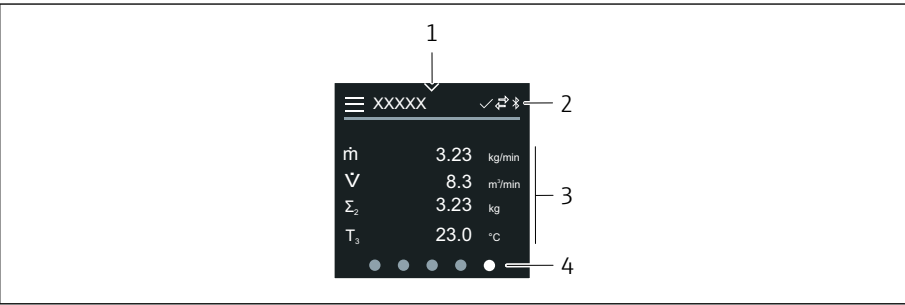 1
XXXXX
2
ṁ 3.23 kg/min
V̇ 8.3 m³/min
Σ₂ 3.23 kg
T₃ 23.0 °C
3
4